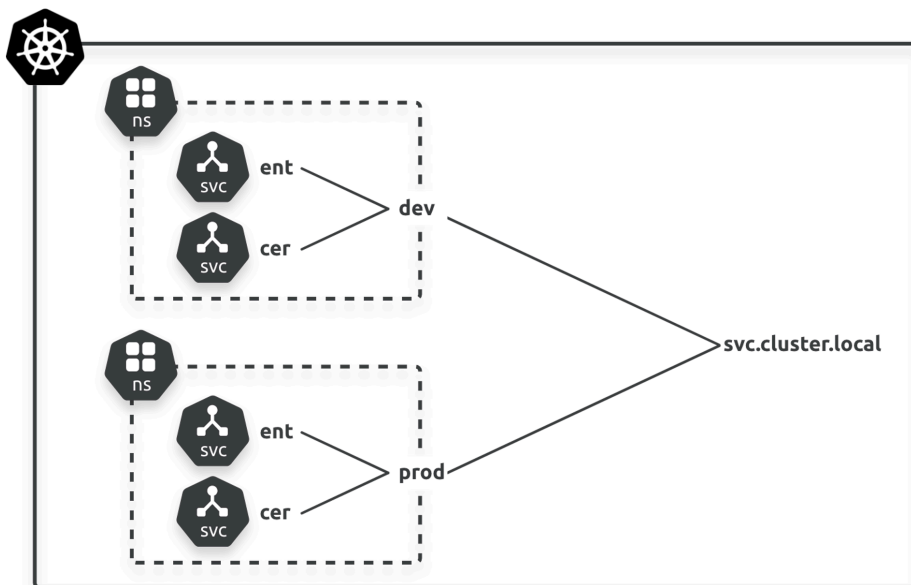 ns
svc ent
dev
svc cer
svc.cluster.local
ns
svc ent
prod
svc cer